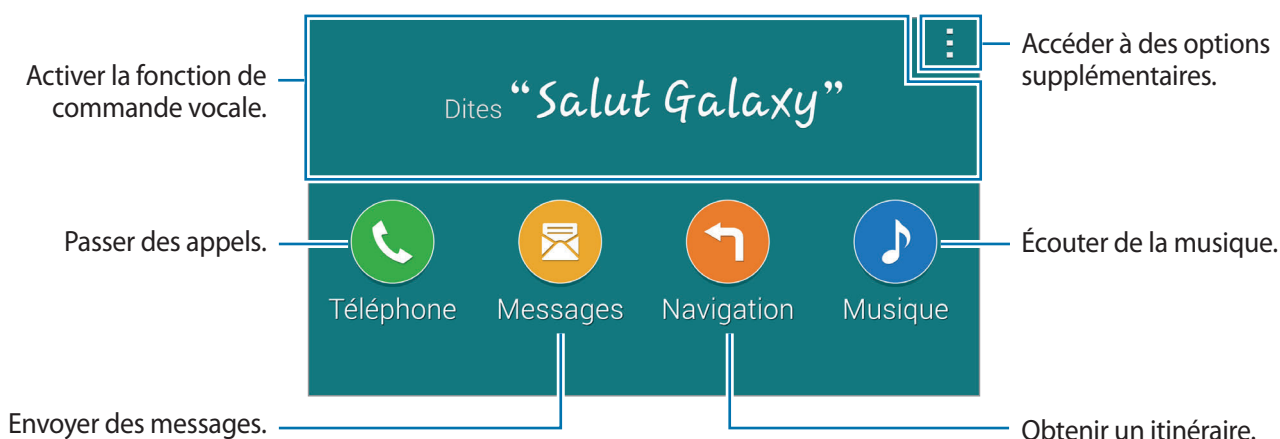 Activer la fonction de
commande vocale.
Dites “Salut Galaxy”
Accéder à des options
supplémentaires.
Passer des appels.
Écouter de la musique.
Téléphone
Messages
Navigation
Musique
Envoyer des messages.
Obtenir un itinéraire.